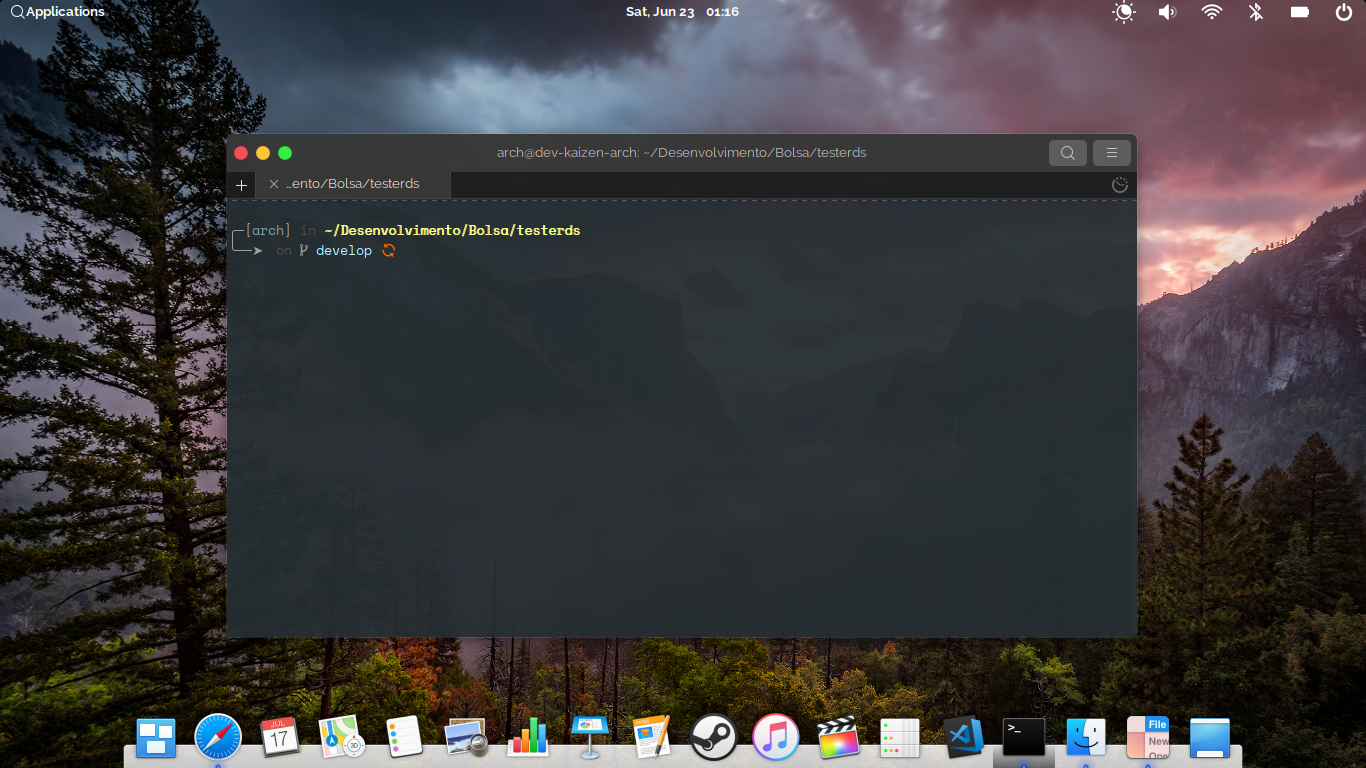 Applications
Sat, Jun 23 01:16
arch@dev-kaizen-arch: ~/Desenvolvimento/Bolsa/testerds
...ento/Bolsa/testerds
[arch] in ~/Desenvolvimento/Bolsa/testerds
on develop
JUL
17
3D
>_
File
New
Ope